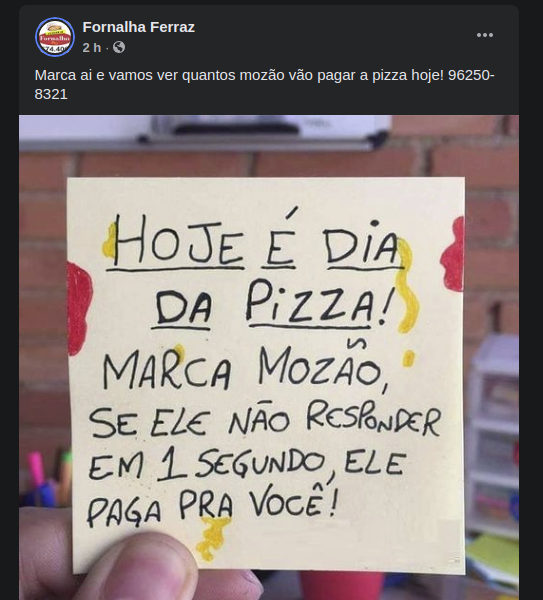 Fornalha Ferraz
2 h ·
Marca ai e vamos ver quantos mozão vão pagar a pizza hoje! 96250-
8321
HOJE É DIA
DA PIZZA!
MARCA MOZÃO,
SE ELE NÃO RESPONDER
EM 1 SEGUNDO, ELE
PAGA PRA VOCÊ!